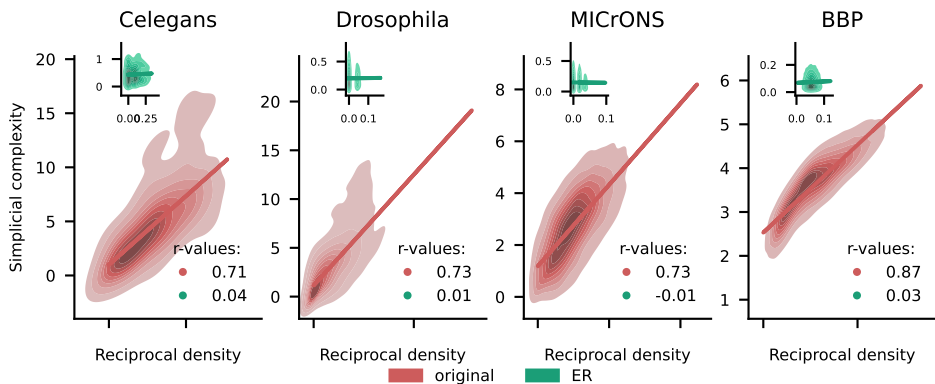 Celegans
Drosophila
MICrONS
BBP
Simplicial complexity
20
15
10
5
0
1
0
0.00 0.25
r-values:
0.71
0.04
Reciprocal density
20
15
10
5
0
0.5
0.0
0.0 0.1
r-values:
0.73
0.01
Reciprocal density
8
6
4
2
0
0.5
0.0
0.0 0.1
r-values:
0.73
-0.01
Reciprocal density
6
5
4
3
2
1
0.2
0.0
0.0 0.1
r-values:
0.87
0.03
Reciprocal density
original
ER